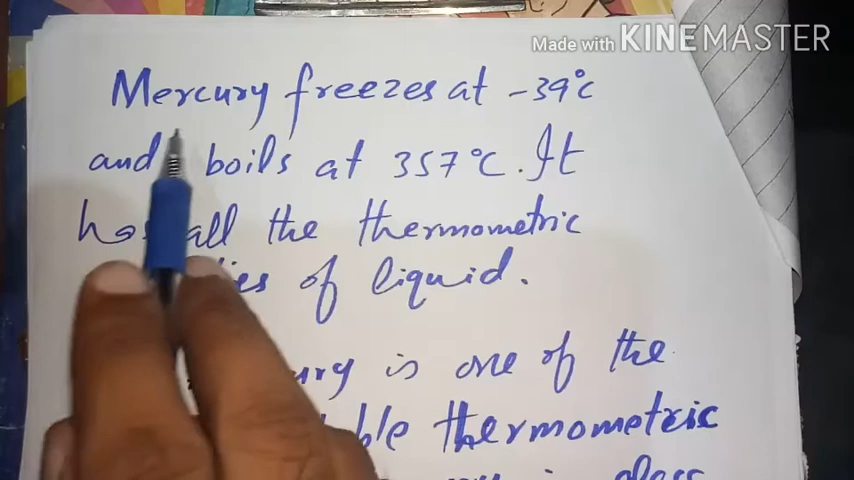 Made with KINEMASTER
Mercury freezes at -39°c
and boils at 357°C. It
has all the thermometric
of liquid.
is one of the
thermometric